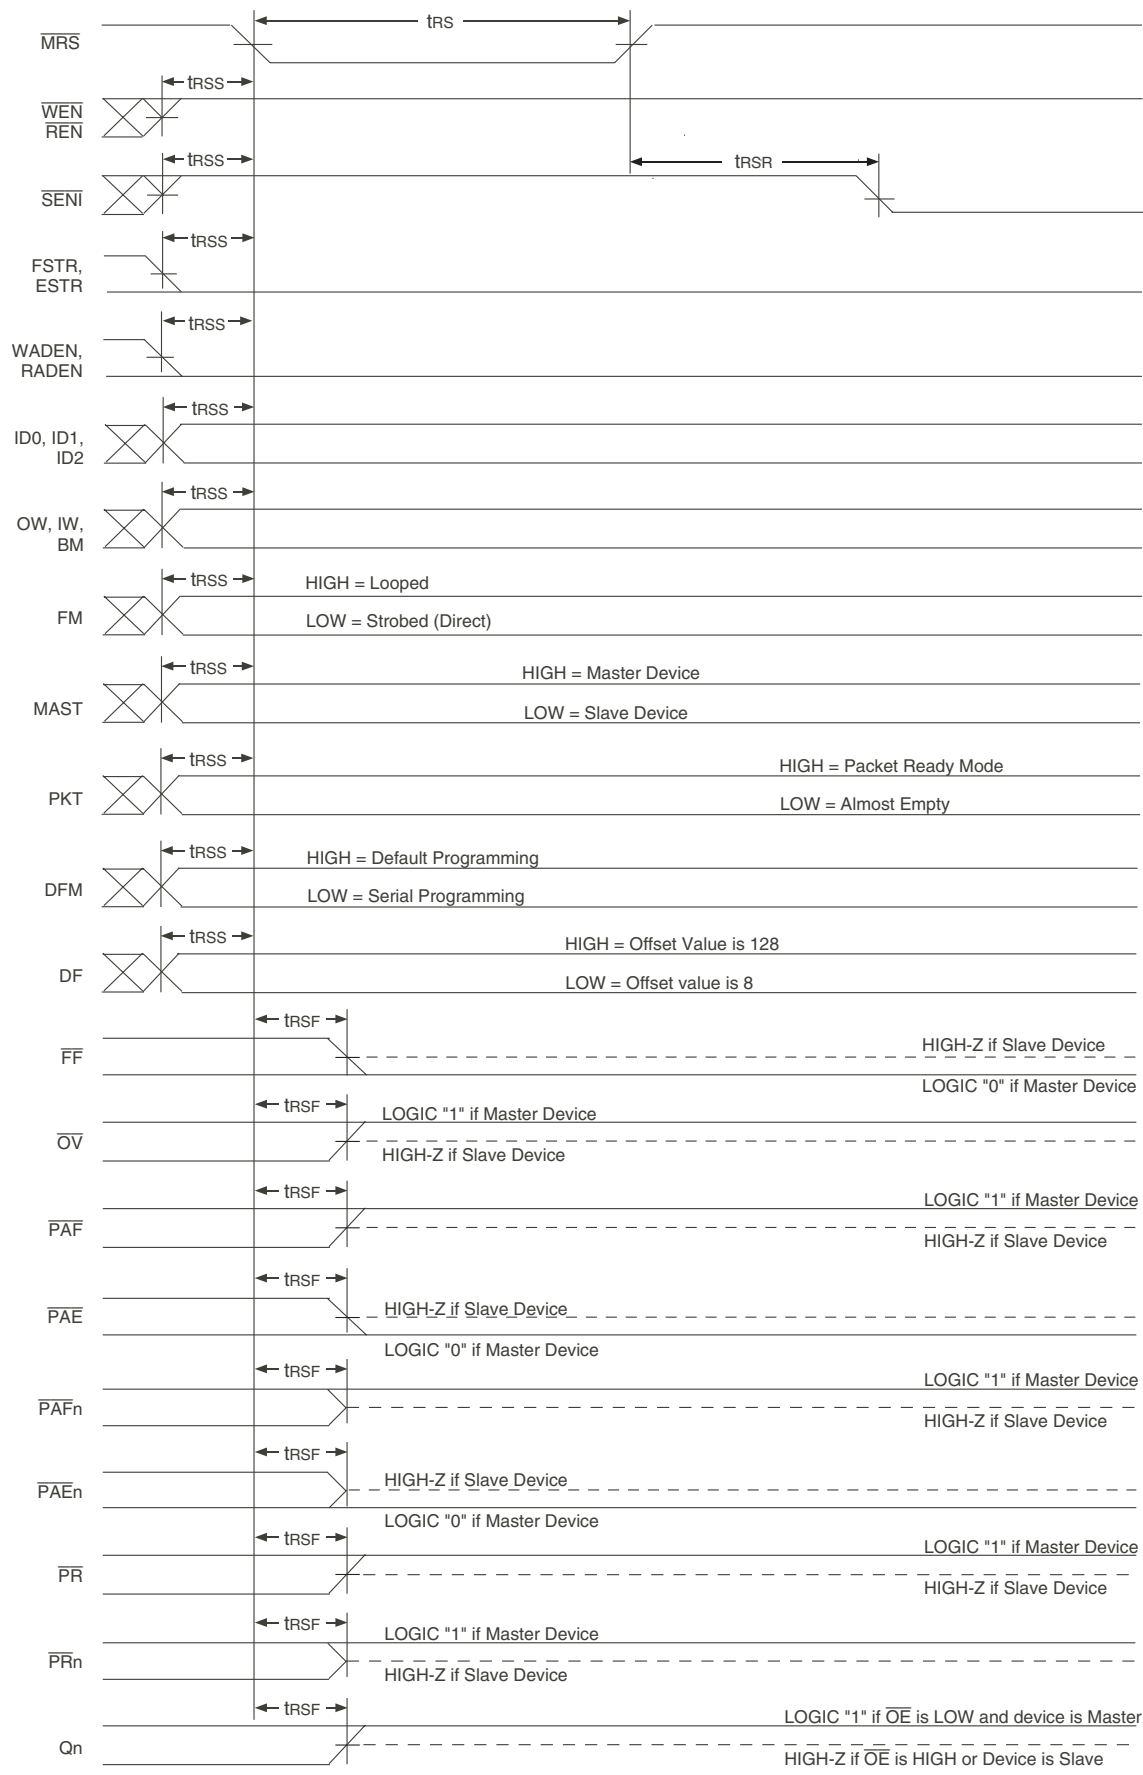 tRS
MRS
tRSS
WEN
REN
tRSS
tRSR
SENI
tRSS
FSTR,
ESTR
tRSS
WADEN,
RADEN
tRSS
ID0, ID1,
ID2
tRSS
OW, IW,
BM
tRSS
HIGH = Looped
FM
LOW = Strobed (Direct)
tRSS
HIGH = Master Device
MAST
LOW = Slave Device
tRSS
HIGH = Packet Ready Mode
PKT
LOW = Almost Empty
tRSS
HIGH = Default Programming
DFM
LOW = Serial Programming
tRSS
HIGH = Offset Value is 128
DF
LOW = Offset value is 8
tRSF
FF
HIGH-Z if Slave Device
LOGIC "0" if Master Device
tRSF
LOGIC "1" if Master Device
OV
HIGH-Z if Slave Device
tRSF
LOGIC "1" if Master Device
PAF
HIGH-Z if Slave Device
tRSF
PAE
HIGH-Z if Slave Device
LOGIC "0" if Master Device
tRSF
LOGIC "1" if Master Device
PAFn
HIGH-Z if Slave Device
tRSF
PAEn
HIGH-Z if Slave Device
LOGIC "0" if Master Device
tRSF
LOGIC "1" if Master Device
PR
HIGH-Z if Slave Device
tRSF
LOGIC "1" if Master Device
PRn
HIGH-Z if Slave Device
tRSF
LOGIC "1" if OE is LOW and device is Master
Qn
HIGH-Z if OE is HIGH or Device is Slave